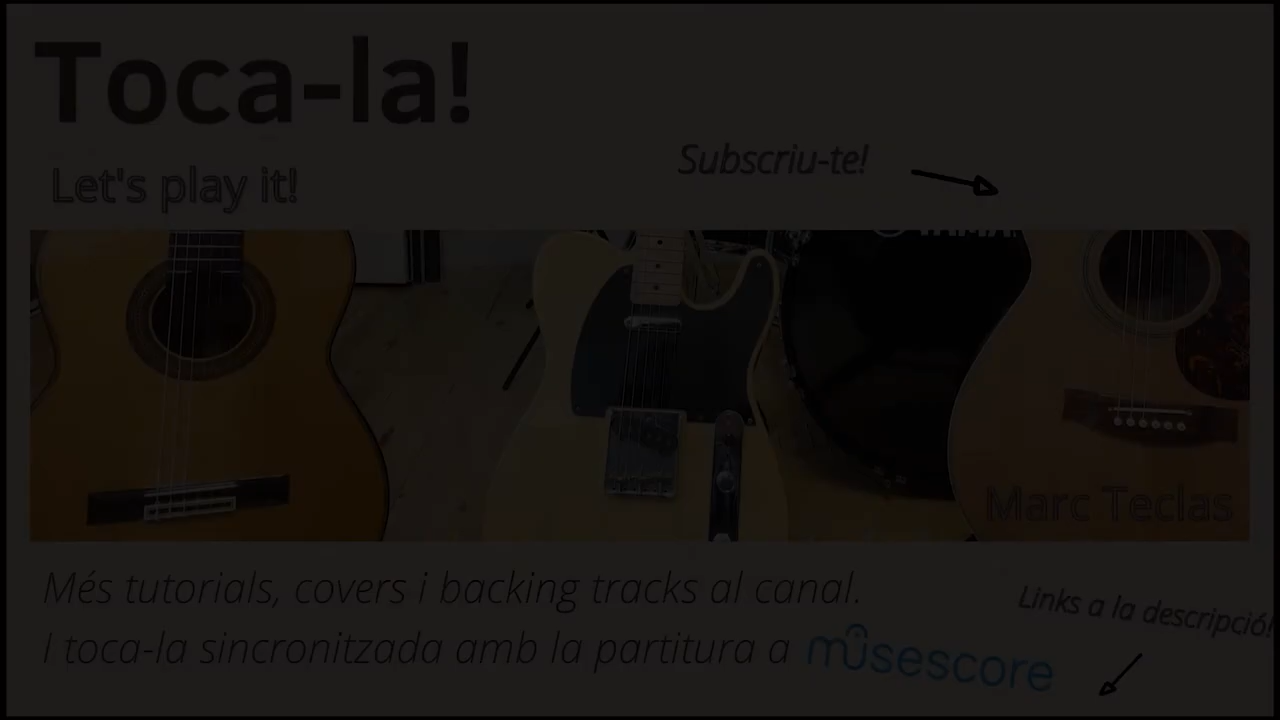 Toca-la!
Let's play it!
Subscriu-te!
YAMAHA
Marc Teclas
Més tutorials, covers i backing tracks al canal.
Links a la descripció!
I toca-la sincronitzada amb la partitura a musescore